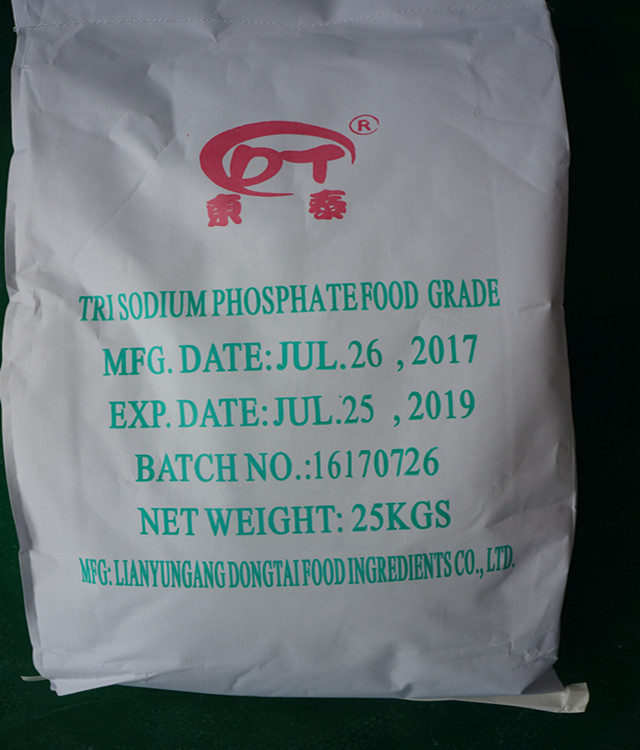 ®
DT
東 泰
TRI SODIUM PHOSPHATE FOOD GRADE
MFG. DATE: JUL.26 , 2017
EXP. DATE: JUL.25 , 2019
BATCH NO.:16170726
NET WEIGHT: 25KGS
MFG: LIANYUNGANG DONGTAI FOOD INGREDIENTS CO., LTD.